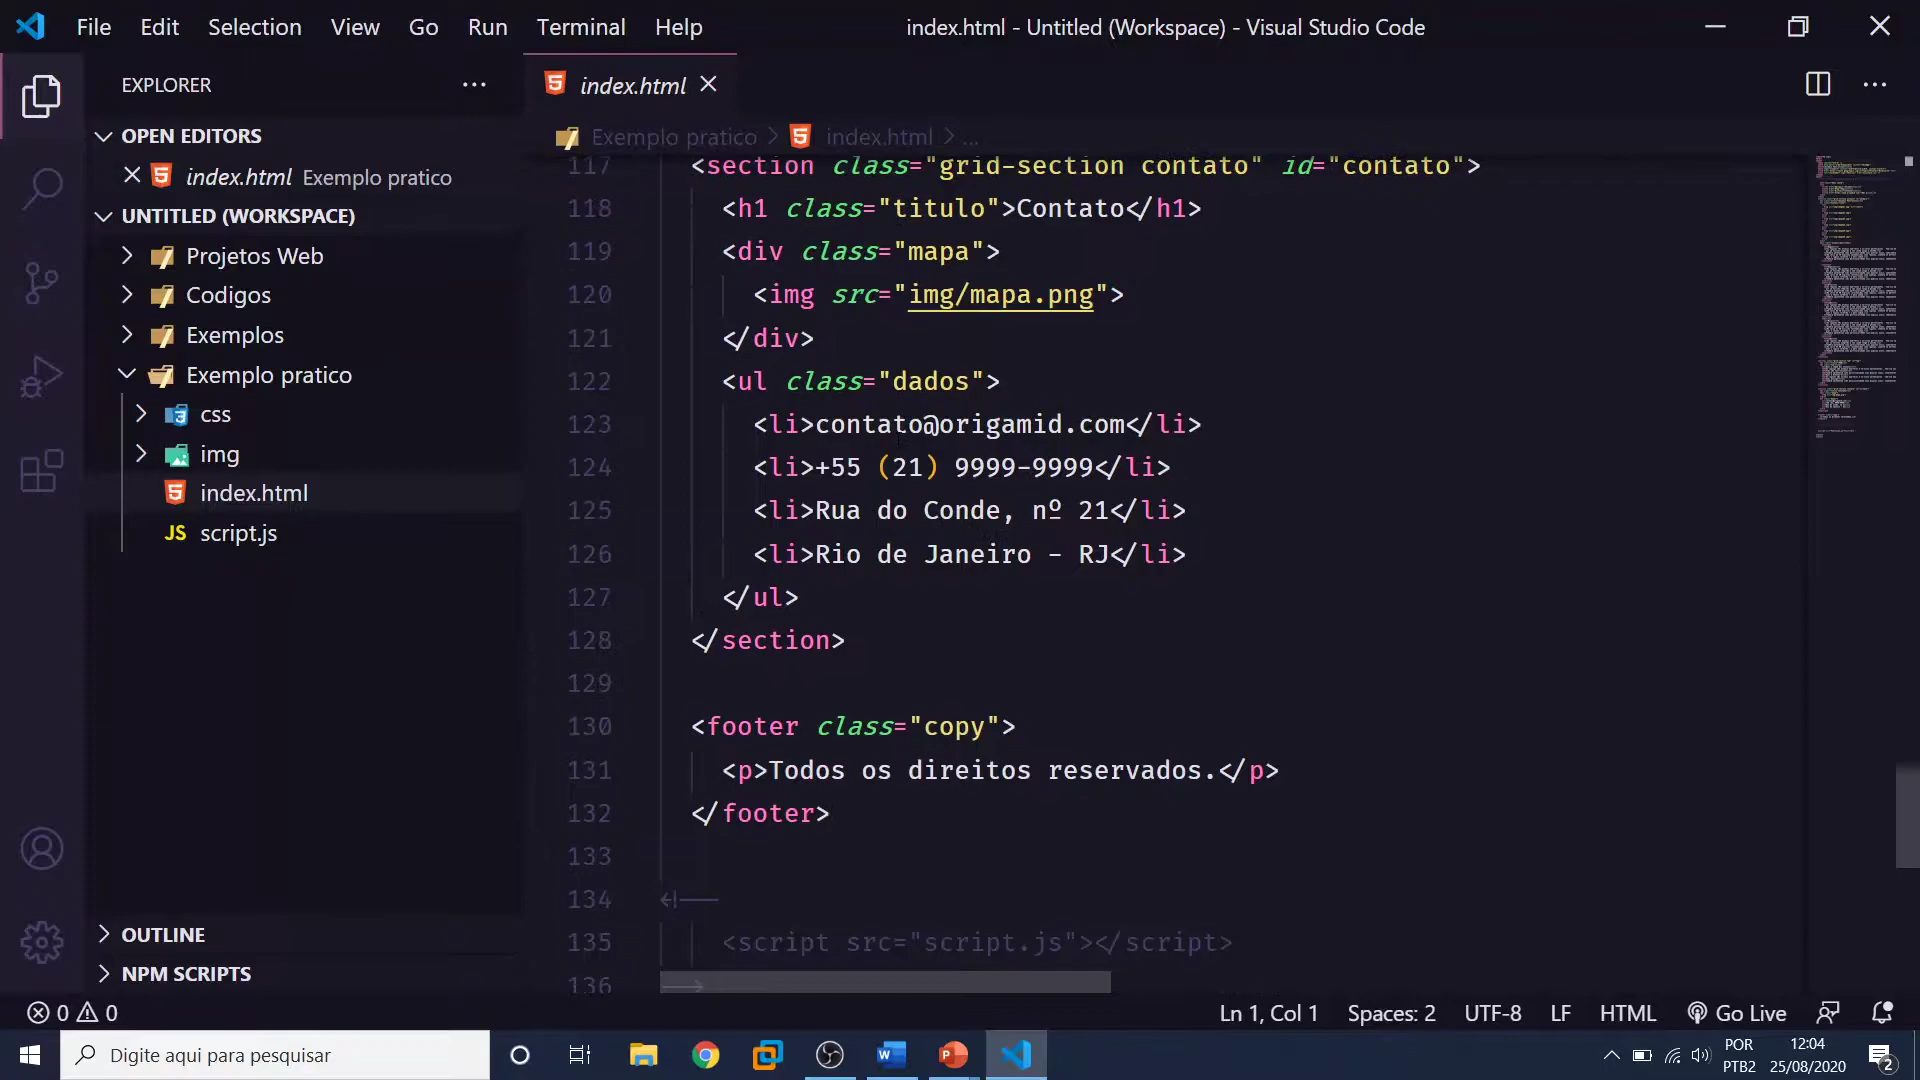 File Edit Selection View Go Run Terminal Help
index.html - Untitled (Workspace) - Visual Studio Code
EXPLORER
OPEN EDITORS
index.html Exemplo pratico
UNTITLED (WORKSPACE)
Projetos Web
Codigos
Exemplos
Exemplo pratico
css
img
index.html
JS script.js
OUTLINE
NPM SCRIPTS
index.html
Exemplo pratico > index.html > ...
117 <section class="grid-section contato" id="contato">
118 <h1 class="titulo">Contato</h1>
119 <div class="mapa">
120 <img src="img/mapa.png">
121 </div>
122 <ul class="dados">
123 <li>contato@origamid.com</li>
124 <li>+55 (21) 9999-9999</li>
125 <li>Rua do Conde, nº 21</li>
126 <li>Rio de Janeiro - RJ</li>
127 </ul>
128 </section>
129
130 <footer class="copy">
131 <p>Todos os direitos reservados.</p>
132 </footer>
133
134 <!--
135 <script src="script.js"></script>
136 -->
0 0
Ln 1, Col 1 Spaces: 2 UTF-8 LF HTML Go Live
Digite aqui para pesquisar
POR
PTB2
12:04
25/08/2020
2